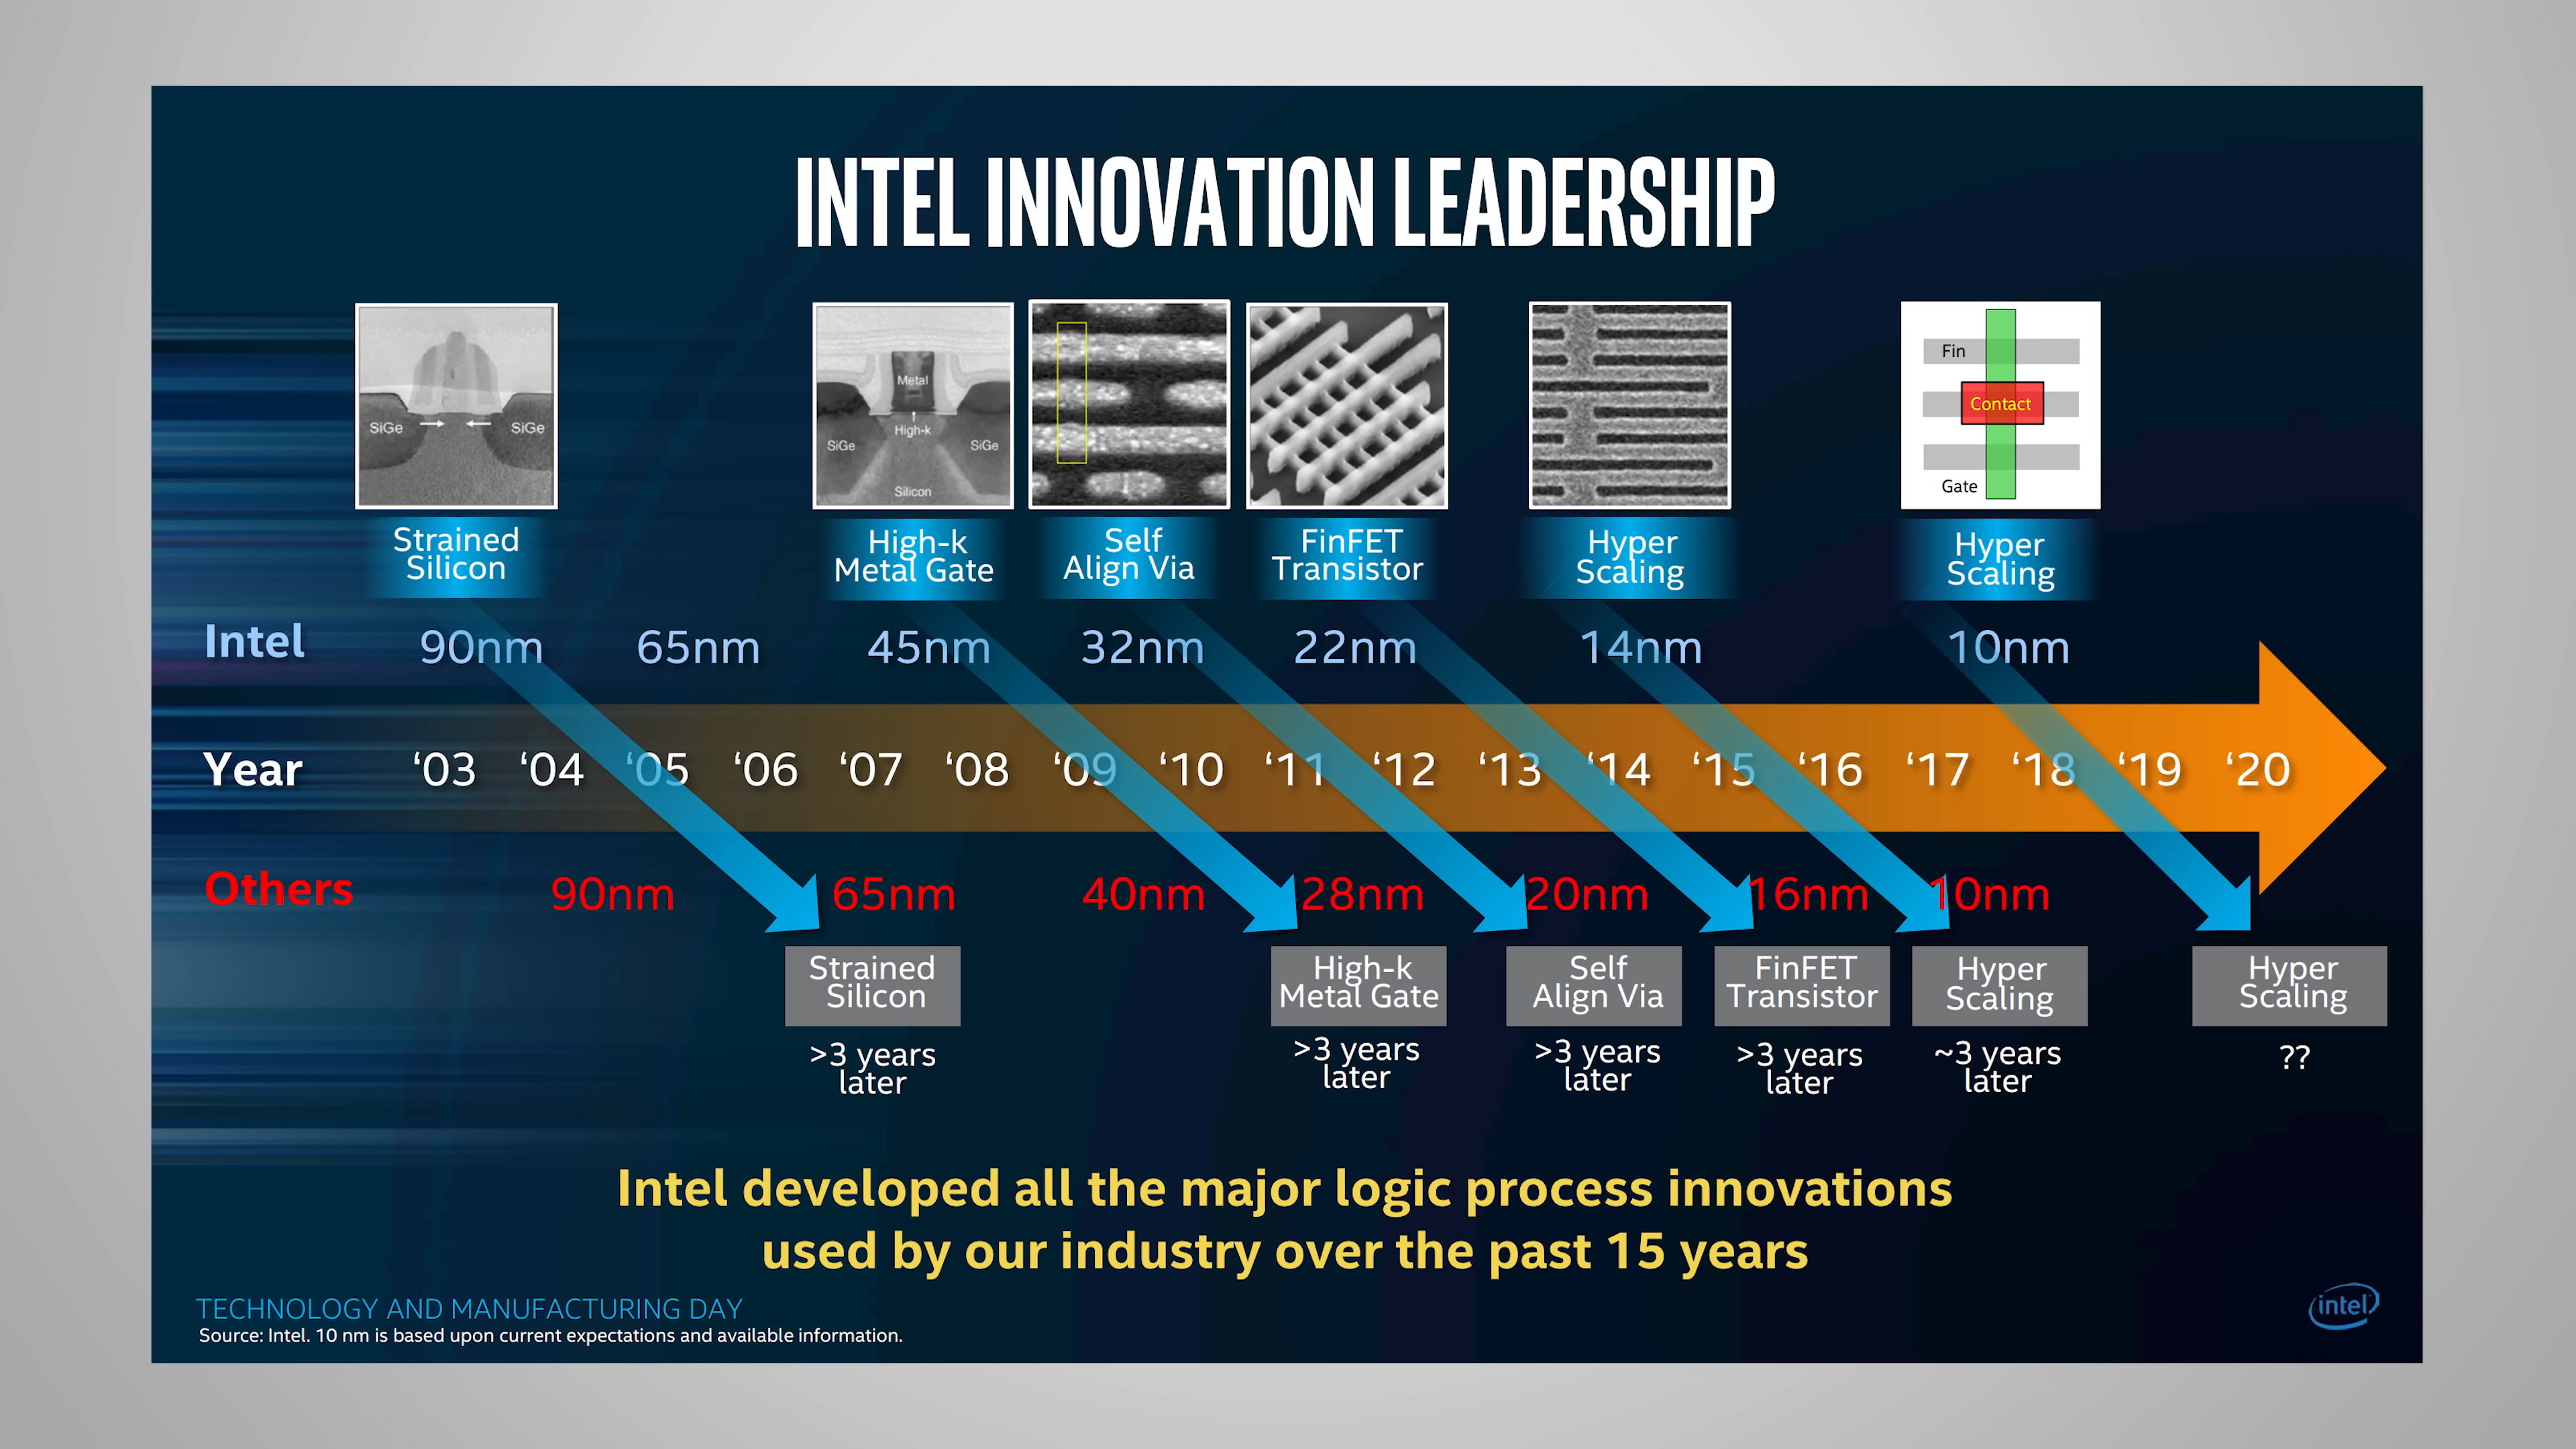 INTEL INNOVATION LEADERSHIP
SiGe
SiGe
Metal
High-k
SiGe
SiGe
Silicon
Fin
Contact
Gate
Strained
Silicon
High-k
Metal Gate
Self
Align Via
FinFET
Transistor
Hyper
Scaling
Hyper
Scaling
Intel 90nm 65nm 45nm 32nm 22nm 14nm 10nm
Year ‘03 ‘04 ‘05 ‘06 ‘07 ‘08 ‘09 ‘10 ‘11 ‘12 ‘13 ‘14 ‘15 ‘16 ‘17 ‘18 ‘19 ‘20
Others 90nm 65nm 40nm 28nm 20nm 16nm 10nm
Strained
Silicon
>3 years
later
High-k
Metal Gate
>3 years
later
Self
Align Via
>3 years
later
FinFET
Transistor
>3 years
later
Hyper
Scaling
~3 years
later
Hyper
Scaling
??
Intel developed all the major logic process innovations
used by our industry over the past 15 years
TECHNOLOGY AND MANUFACTURING DAY
Source: Intel. 10 nm is based upon current expectations and available information.
intel